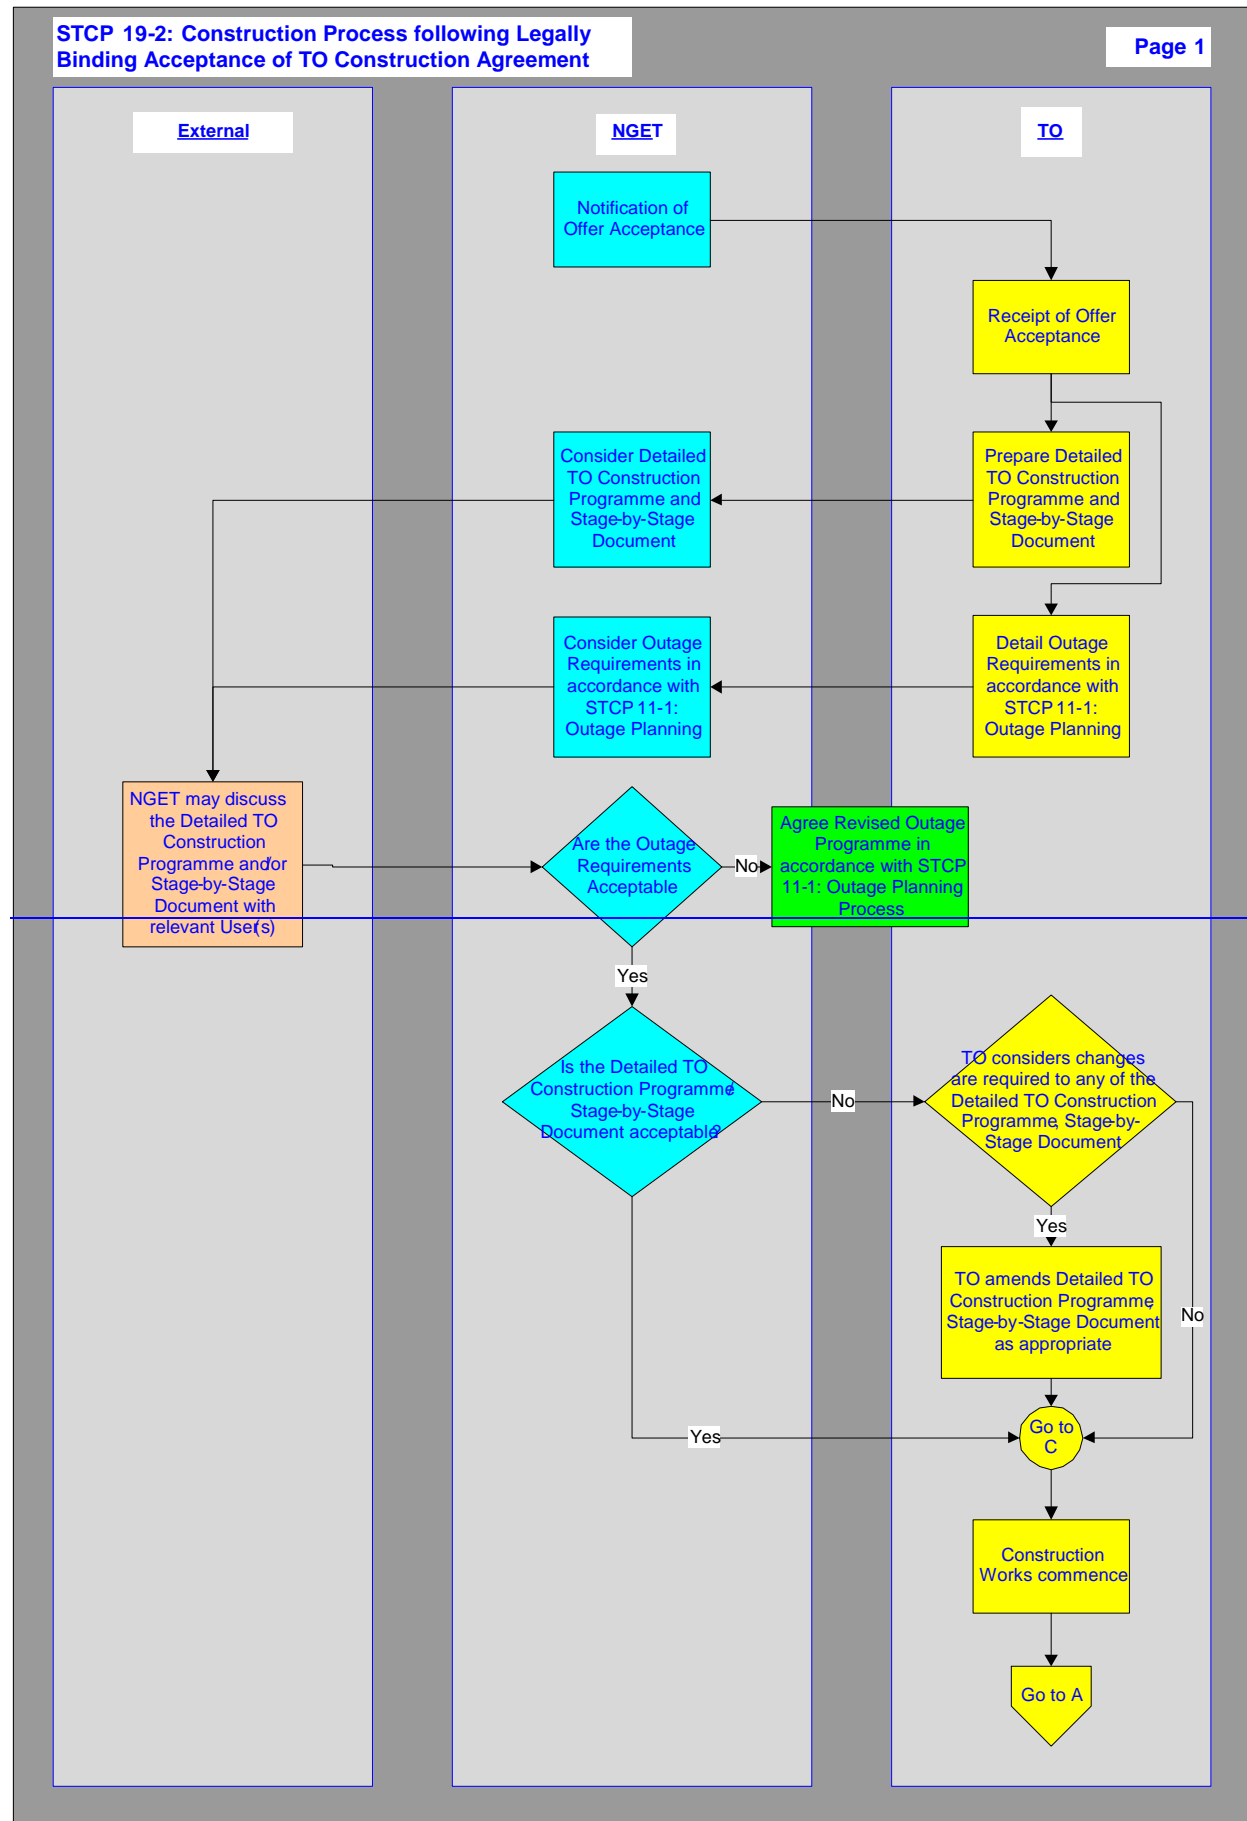 STCP 19-2: Construction Process following Legally
Binding Acceptance of TO Construction Agreement
Page 1
External
NGET
TO
Notification of
Offer Acceptance
Receipt of Offer
Acceptance
Consider Detailed
TO Construction
Programme and
Stage-by-Stage
Document
Prepare Detailed
TO Construction
Programme and
Stage-by-Stage
Document
Consider Outage
Requirements in
accordance with
STCP 11-1:
Outage Planning
Detail Outage
Requirements in
accordance with
STCP 11-1:
Outage Planning
NGET may discuss
the Detailed TO
Construction
Programme and/or
Stage-by-Stage
Document with
relevant User(s)
Are the Outage
Requirements
Acceptable
No
Agree Revised Outage
Programme in
accordance with STCP
11-1: Outage Planning
Process
Yes
Is the Detailed TO
Construction Programme/
Stage-by-Stage
Document acceptable?
No
TO considers changes
are required to any of the
Detailed TO Construction
Programme, Stage-by-
Stage Document
Yes
TO amends Detailed TO
Construction Programme,
Stage-by-Stage Document
as appropriate
No
Yes
Go to
C
Construction
Works commence
Go to A